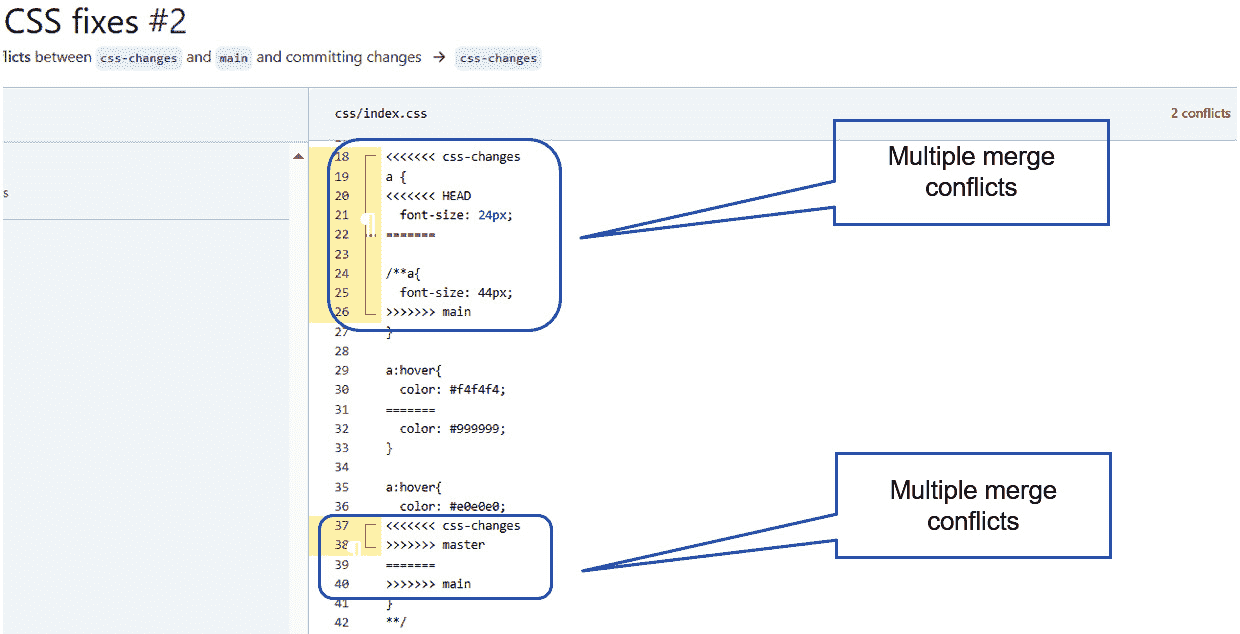 CSS fixes #2
licts between css-changes and main and committing changes → css-changes
css/index.css
2 conflicts
18 <<<<<<< css-changes
19 a {
20 <<<<<<< HEAD
21 font-size: 24px;
22 =======
23
24 /**a{
25 font-size: 44px;
26 >>>>>>> main
27 }
28
29 a:hover{
30 color: #f4f4f4;
31 =======
32 color: #999999;
33 }
34
35 a:hover{
36 color: #e0e0e0;
37 <<<<<<< css-changes
38 >>>>>>> master
39 =======
40 >>>>>>> main
41 }
42 **/
s
Multiple merge
conflicts
Multiple merge
conflicts